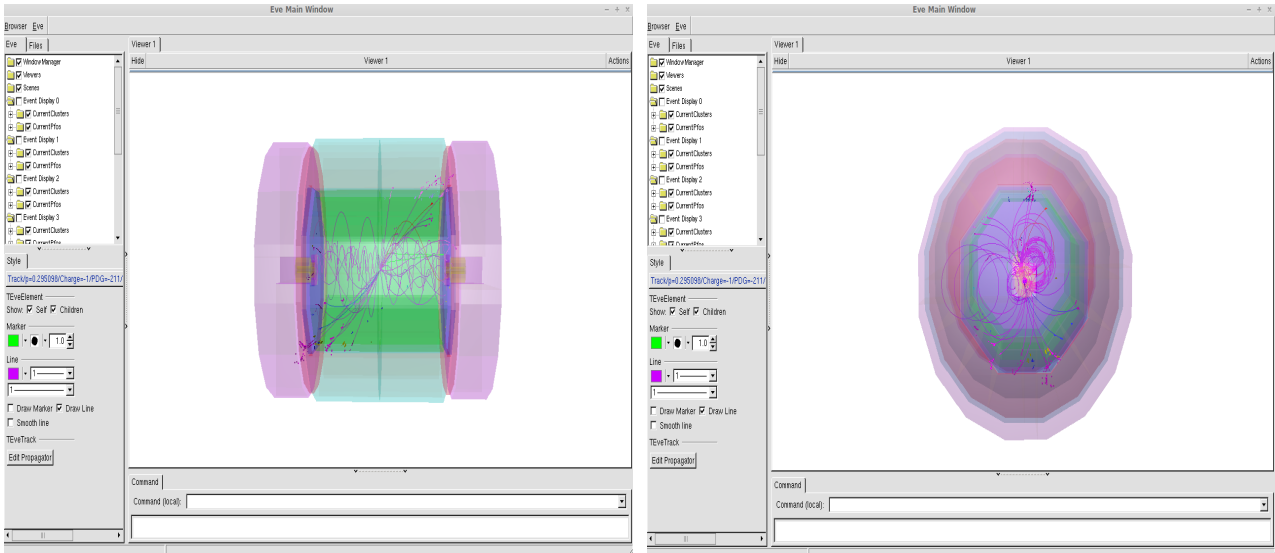 Eve Main Window
Browser Eve
Eve Files
Window Manager
Viewers
Scenes
Event Display 0
CurrentClusters
CurrentPfos
Event Display 1
CurrentClusters
CurrentPfos
Event Display 2
CurrentClusters
CurrentPfos
Event Display 3
CurrentClusters
CurrentPfos
Style
Track/p=0.295098/Charge=-1/PDG=-211/
TEveElement
Show: Self Children
Marker
1.0
Line
1
1
Draw Marker Draw Line
Smooth line
TEveTrack
Edit Propagator
Viewer 1
Hide Viewer 1 Actions
Command
Command (local):
Eve Main Window
Browser Eve
Eve Files
Window Manager
Viewers
Scenes
Event Display 0
CurrentClusters
CurrentPfos
Event Display 1
CurrentClusters
CurrentPfos
Event Display 2
CurrentClusters
CurrentPfos
Event Display 3
CurrentClusters
CurrentPfos
Style
Track/p=0.295098/Charge=-1/PDG=-211/
TEveElement
Show: Self Children
Marker
1.0
Line
1
1
Draw Marker Draw Line
Smooth line
TEveTrack
Edit Propagator
Viewer 1
Hide Viewer 1 Actions
Command
Command (local):